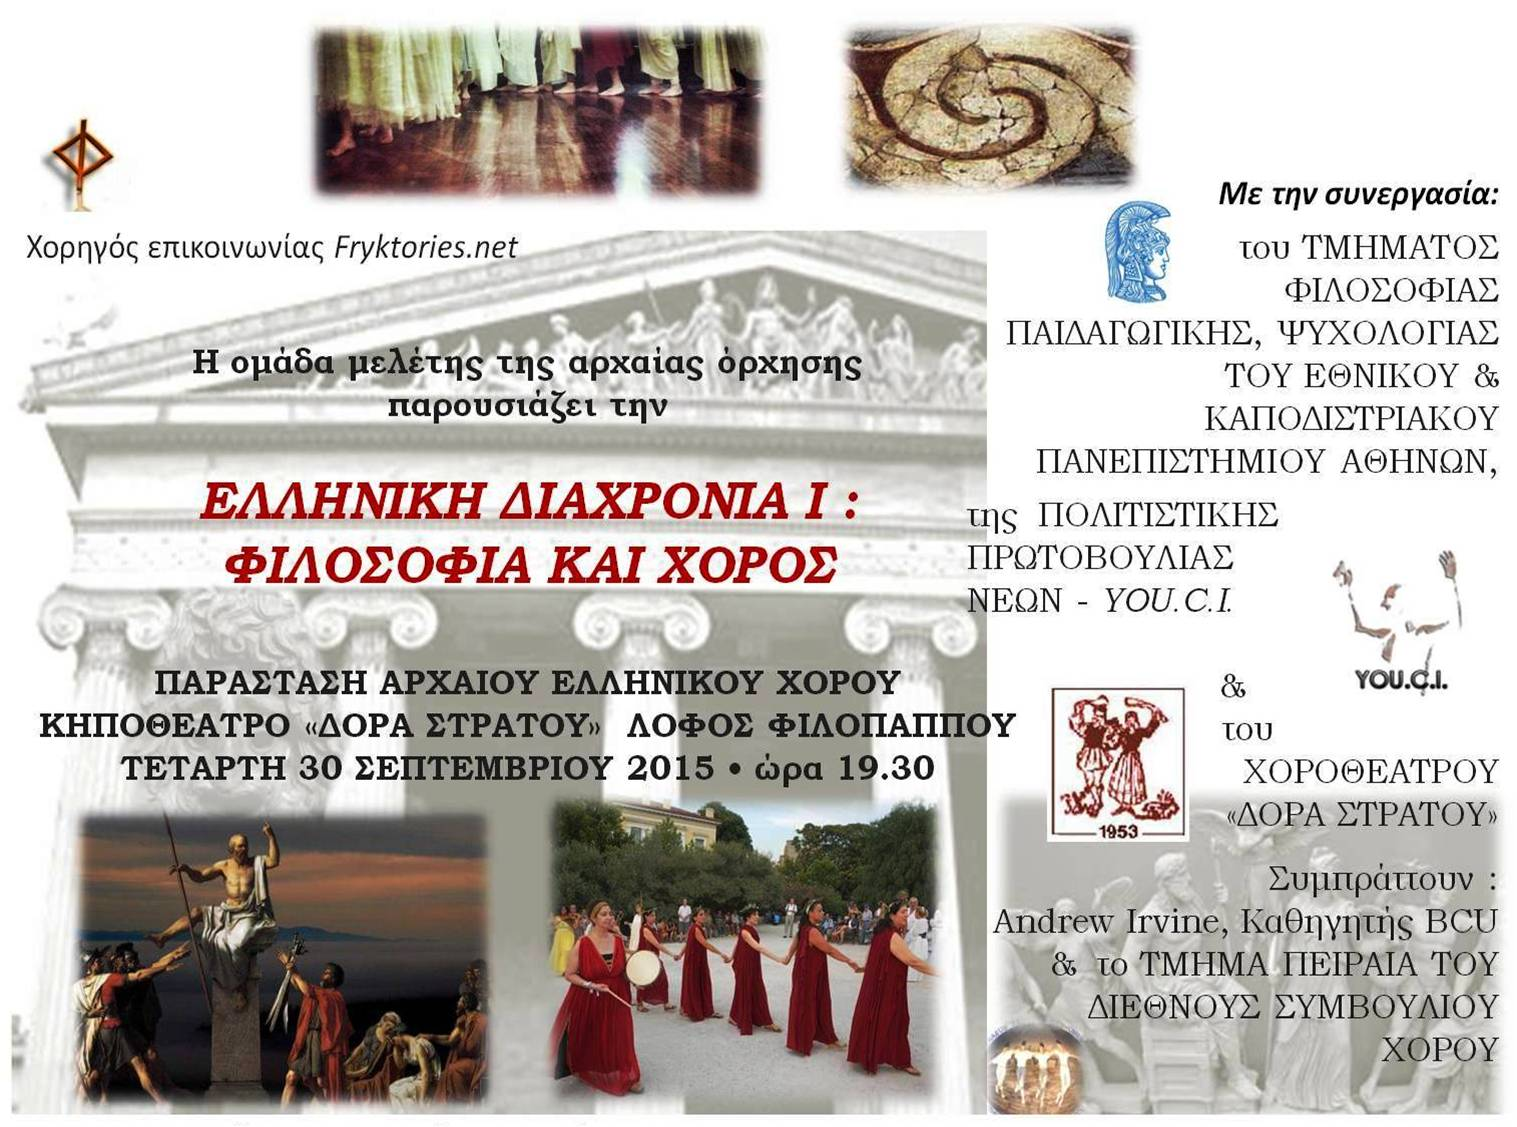 Χορηγός επικοινωνίας Fryktories.net
Η ομάδα μελέτης της αρχαίας όρχησης
παρουσιάζει την
ΕΛΛΗΝΙΚΗ ΔΙΑΧΡΟΝΙΑ Ι :
ΦΙΛΟΣΟΦΙΑ ΚΑΙ ΧΟΡΟΣ
ΠΑΡΑΣΤΑΣΗ ΑΡΧΑΙΟΥ ΕΛΛΗΝΙΚΟΥ ΧΟΡΟΥ
ΚΗΠΟΘΕΑΤΡΟ «ΔΟΡΑ ΣΤΡΑΤΟΥ» ΛΟΦΟΣ ΦΙΛΟΠΑΠΠΟΥ
ΤΕΤΑΡΤΗ 30 ΣΕΠΤΕΜΒΡΙΟΥ 2015 • ώρα 19.30
Με την συνεργασία:
του ΤΜΗΜΑΤΟΣ
ΦΙΛΟΣΟΦΙΑΣ
ΠΑΙΔΑΓΩΓΙΚΗΣ, ΨΥΧΟΛΟΓΙΑΣ
ΤΟΥ ΕΘΝΙΚΟΥ &
ΚΑΠΟΔΙΣΤΡΙΑΚΟΥ
ΠΑΝΕΠΙΣΤΗΜΙΟΥ ΑΘΗΝΩΝ,
της ΠΟΛΙΤΙΣΤΙΚΗΣ
ΠΡΩΤΟΒΟΥΛΙΑΣ
ΝΕΩΝ - YOU.C.I.
YOU.C.I.
&
του
ΧΟΡΟΘΕΑΤΡΟΥ
«ΔΟΡΑ ΣΤΡΑΤΟΥ»
1953
Συμπράττουν :
Andrew Irvine, Καθηγητής BCU
& το ΤΜΗΜΑ ΠΕΙΡΑΙΑ ΤΟΥ
ΔΙΕΘΝΟΥΣ ΣΥΜΒΟΥΛΙΟΥ
ΧΟΡΟΥ